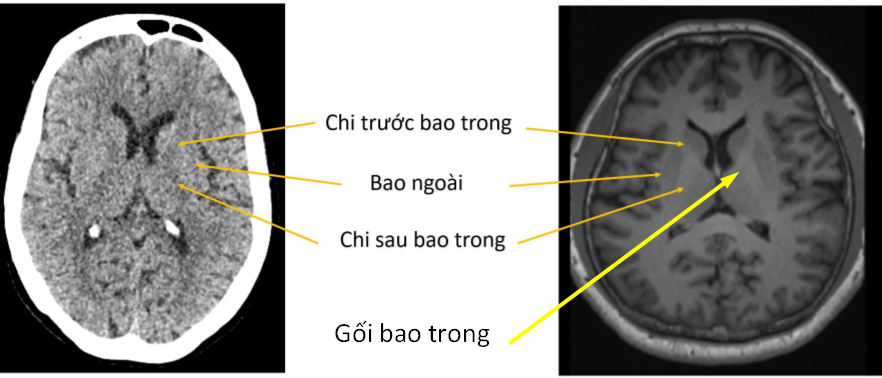 Chi trước bao trong
Bao ngoài
Chi sau bao trong
Gối bao trong